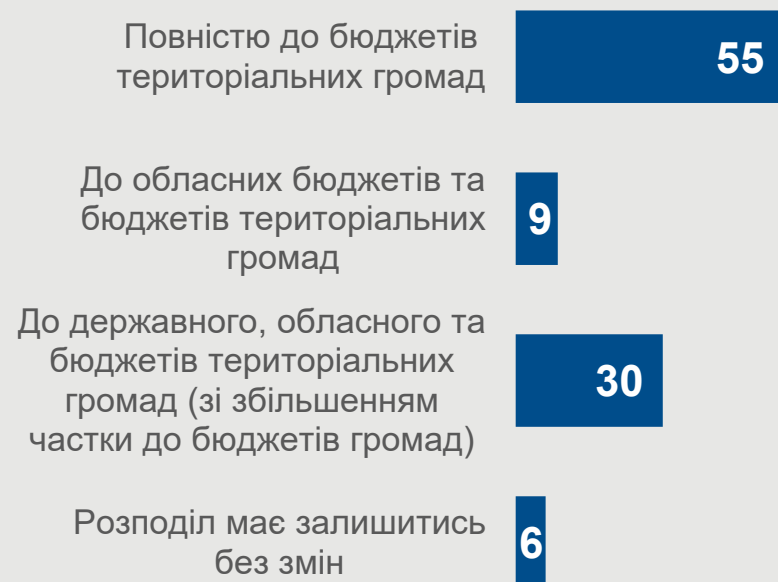 Повністю до бюджетів
територіальних громад
55
До обласних бюджетів та
бюджетів територіальних
громад
9
До державного, обласного та
бюджетів територіальних
громад (зі збільшенням
частки до бюджетів громад)
30
Розподіл має залишитись
без змін
6